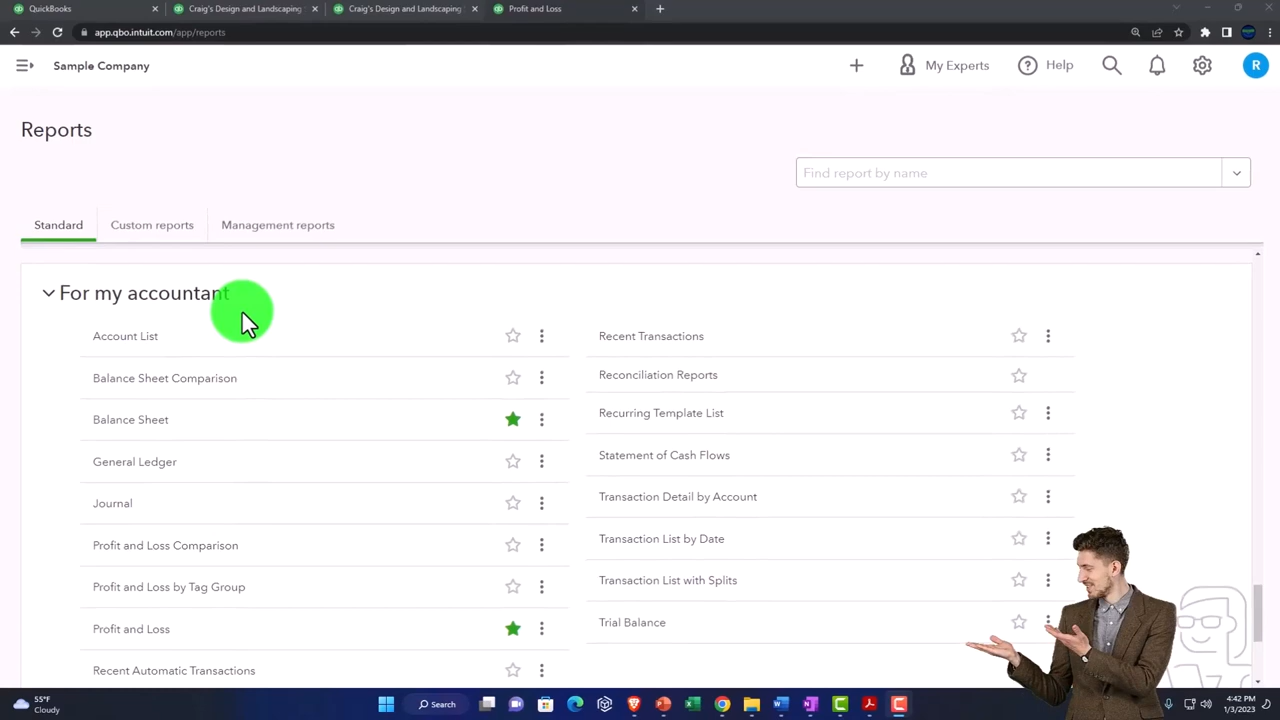 QuickBooks
Craig's Design and Landscaping
Craig's Design and Landscaping
Profit and Loss
app.qbo.intuit.com/app/reports
Sample Company
My Experts
Help
R
Reports
Find report by name
Standard
Custom reports
Management reports
For my accountant
Account List
Recent Transactions
Balance Sheet Comparison
Reconciliation Reports
Balance Sheet
Recurring Template List
General Ledger
Statement of Cash Flows
Journal
Transaction Detail by Account
Profit and Loss Comparison
Transaction List by Date
Profit and Loss by Tag Group
Transaction List with Splits
Profit and Loss
Trial Balance
Recent Automatic Transactions
55°F
Cloudy
Search
4:42 PM
1/3/2023